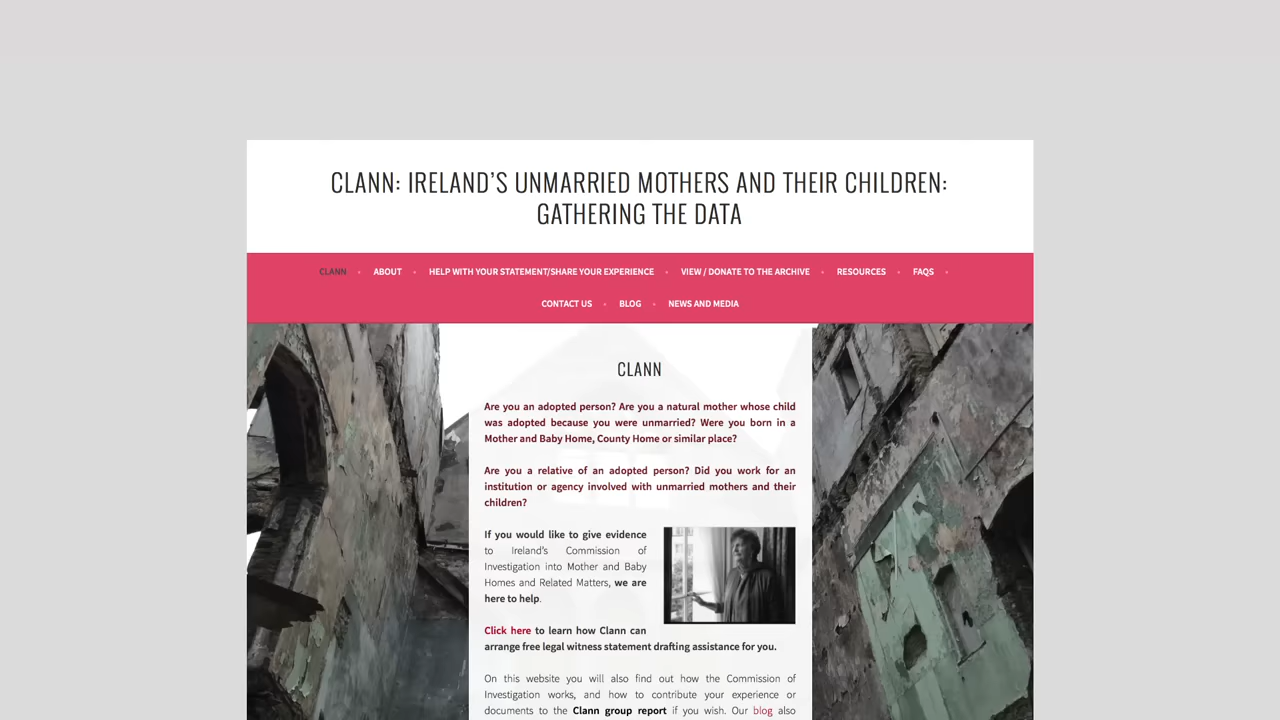 CLANN: IRELAND’S UNMARRIED MOTHERS AND THEIR CHILDREN:
GATHERING THE DATA
CLANN • ABOUT • HELP WITH YOUR STATEMENT/SHARE YOUR EXPERIENCE • VIEW / DONATE TO THE ARCHIVE • RESOURCES • FAQS •
CONTACT US • BLOG • NEWS AND MEDIA
CLANN
Are you an adopted person? Are you a natural mother whose child
was adopted because you were unmarried? Were you born in a
Mother and Baby Home, County Home or similar place?
Are you a relative of an adopted person? Did you work for an
institution or agency involved with unmarried mothers and their
children?
If you would like to give evidence
to Ireland’s Commission of
Investigation into Mother and Baby
Homes and Related Matters, we are
here to help.
Click here to learn how Clann can
arrange free legal witness statement drafting assistance for you.
On this website you will also find out how the Commission of
Investigation works, and how to contribute your experience or
documents to the Clann group report if you wish. Our blog also